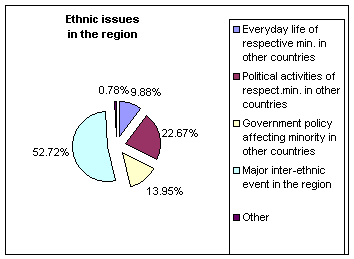 Ethnic issues
in the region
0.78%
9.88%
22.67%
13.95%
52.72%
Everyday life of
respective min. in
other countries
Political activities of
respect.min. in other
countries
Government policy
affecting minority in
other countries
Major inter-ethnic
event in the region
Other